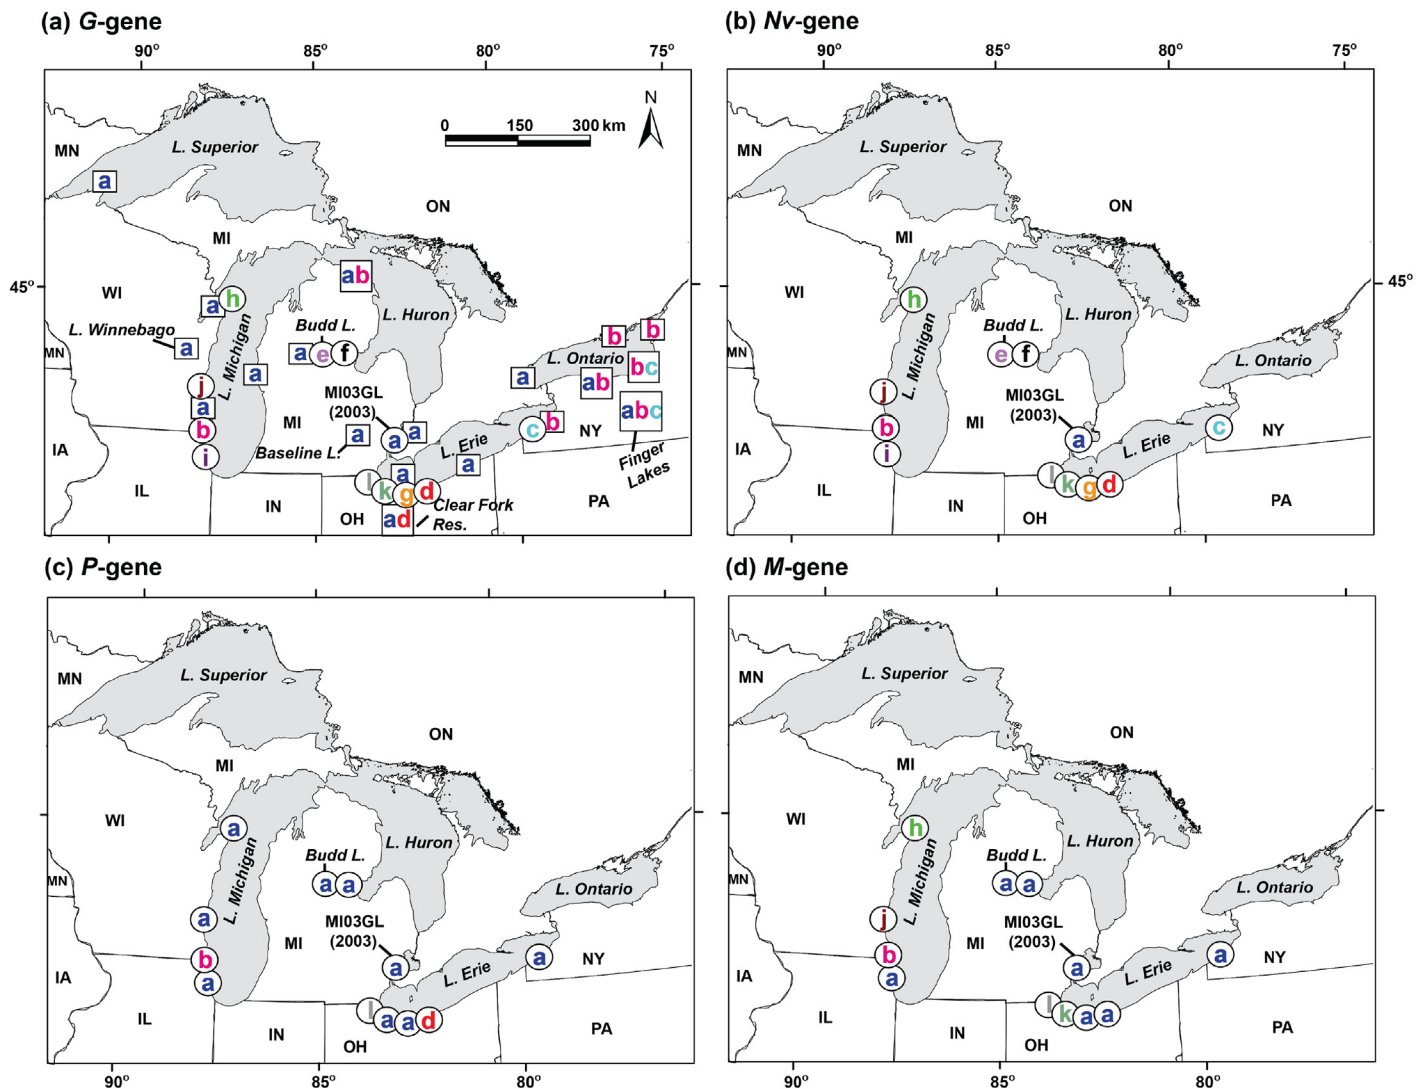 (a) G-gene
90° 85° 80° 75°
N
0 150 300 km
MN
L. Superior
a
ON
MI
ab
45°
WI
a h
L. Huron
L. Winnebago
a
Budd L.
a e f
b b
L. Ontario
bc
MN
L. Michigan
a
a
ab
j
a
MI03GL
(2003)
abc
b
MI
a
a
a
c b
NY
IA
i
Baseline L.
L. Erie
a
a
Finger
Lakes
l k g d
IL
IN
OH
ad
Clear Fork
Res.
PA
(b) Nv-gene
90° 85° 80° 75°
MN
L. Superior
ON
MI
45°
WI
h
L. Huron
Budd L.
e f
MN
L. Michigan
L. Ontario
j
MI03GL
(2003)
b
MI
a
c
NY
IA
i
L. Erie
l k g d
IL
IN
OH
PA
(c) P-gene
MN
L. Superior
ON
MI
WI
a
L. Huron
Budd L.
a a
MN
L. Michigan
L. Ontario
a
MI03GL
(2003)
b
MI
a
a
NY
IA
a
L. Erie
l a a d
IL
IN
OH
PA
90° 85° 80°
(d) M-gene
MN
L. Superior
ON
MI
WI
h
L. Huron
Budd L.
a a
MN
L. Michigan
L. Ontario
j
MI03GL
(2003)
b
MI
a
a
NY
IA
a
L. Erie
l k a a
IL
IN
OH
PA
90° 85° 80°